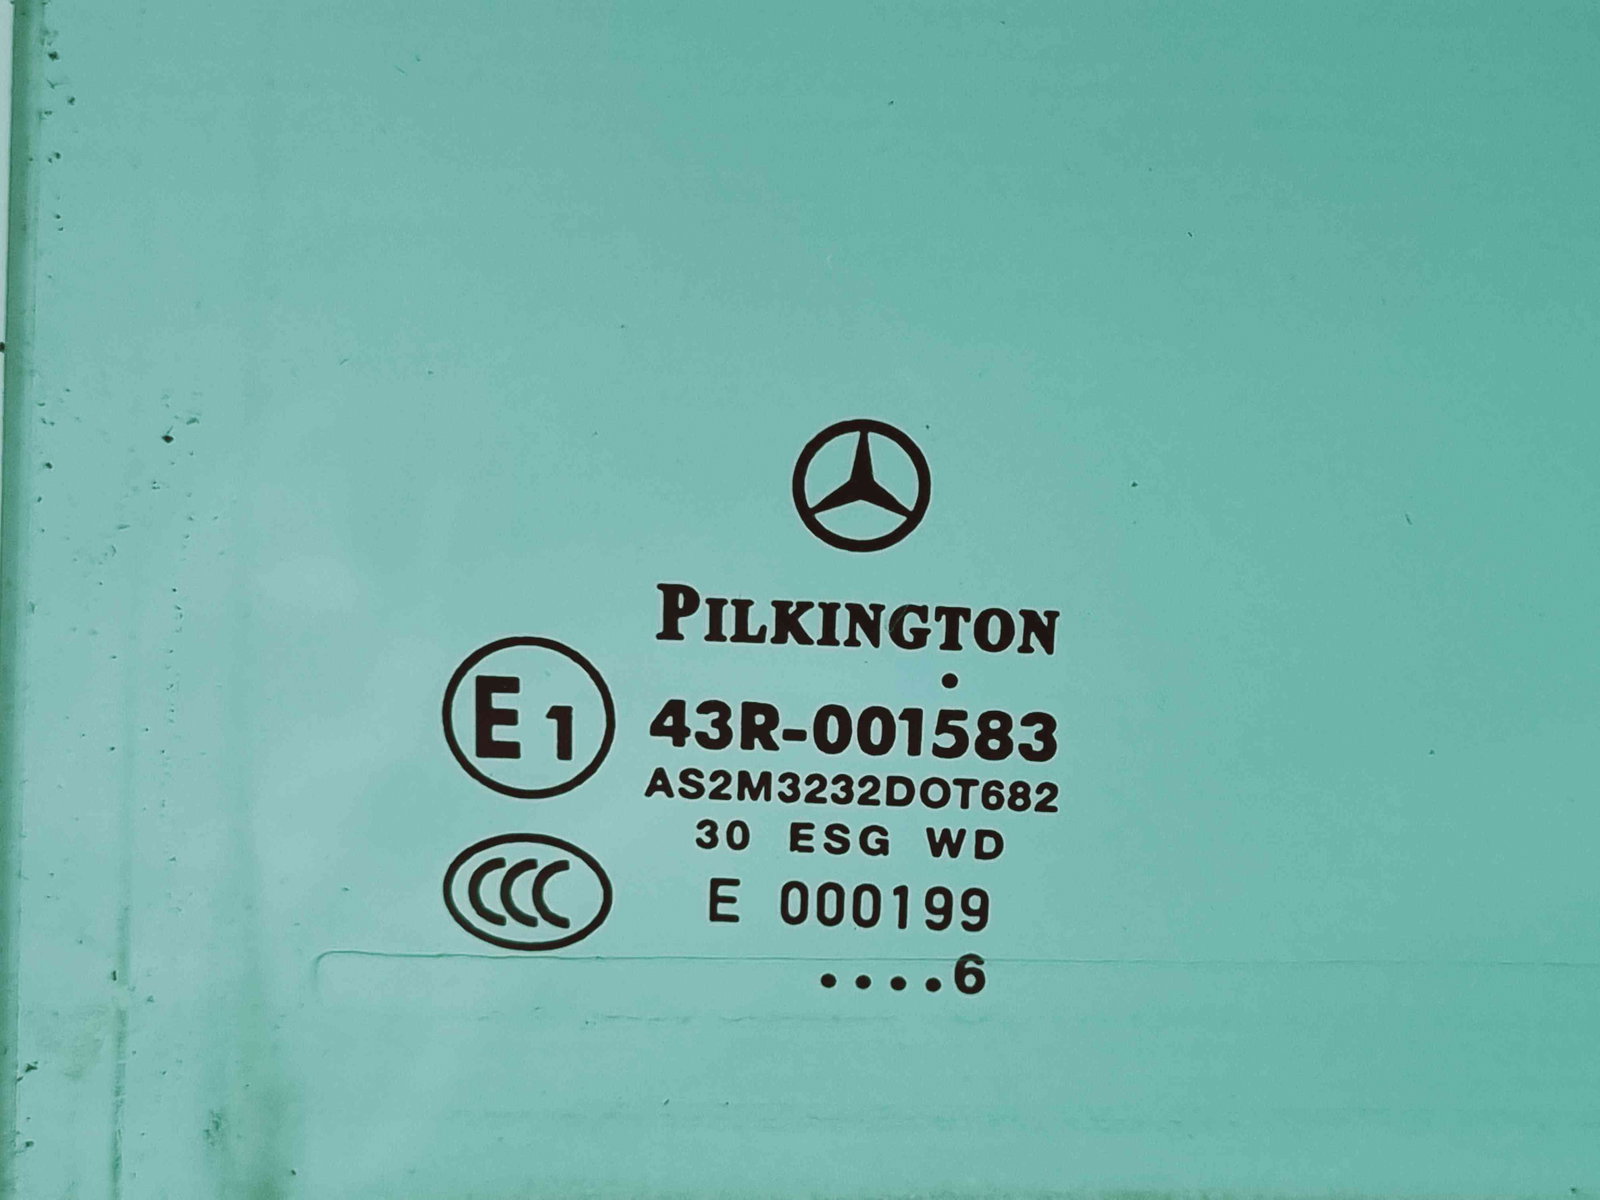 PILKINGTON
E1
43R-001583
AS2M3232DOT682
30 ESG WD
CCC
E 000199
....6